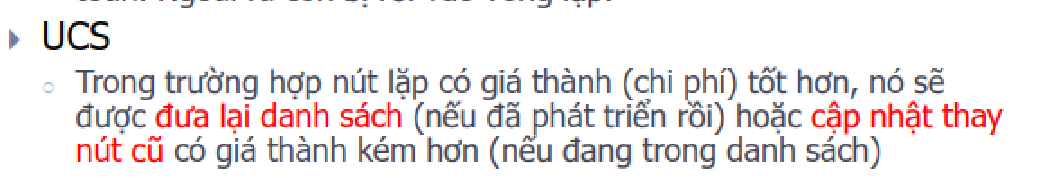 UCS
Trong trường hợp nút lặp có giá thành (chi phí) tốt hơn, nó sẽ
được đưa lại danh sách (nếu đã phát triển rồi) hoặc cập nhật thay
nút cũ có giá thành kém hơn (nếu đang trong danh sách)